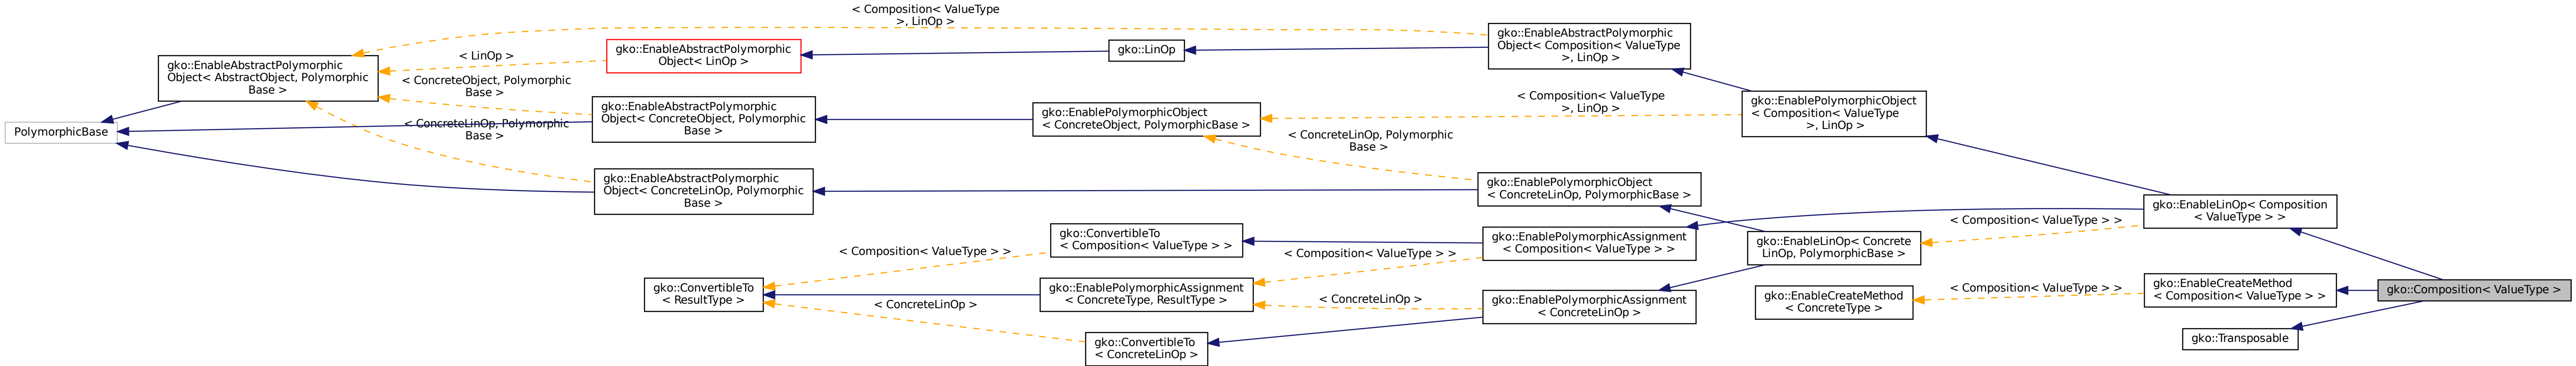 PolymorphicBase
gko::EnableAbstractPolymorphic
Object< AbstractObject, Polymorphic
Base >
< Composition< ValueType
>, LinOp >
< LinOp >
< ConcreteObject, Polymorphic
Base >
< ConcreteLinOp, Polymorphic
Base >
gko::EnableAbstractPolymorphic
Object< LinOp >
gko::EnableAbstractPolymorphic
Object< ConcreteObject, Polymorphic
Base >
gko::EnableAbstractPolymorphic
Object< ConcreteLinOp, Polymorphic
Base >
gko::LinOp
gko::EnablePolymorphicObject
< ConcreteObject, PolymorphicBase >
< Composition< ValueType
>, LinOp >
< ConcreteLinOp, Polymorphic
Base >
gko::EnableAbstractPolymorphic
Object< Composition< ValueType
>, LinOp >
gko::EnablePolymorphicObject
< Composition< ValueType
>, LinOp >
gko::EnablePolymorphicObject
< ConcreteLinOp, PolymorphicBase >
gko::ConvertibleTo
< ResultType >
< Composition< ValueType > >
< ConcreteLinOp >
gko::ConvertibleTo
< Composition< ValueType > >
gko::EnablePolymorphicAssignment
< ConcreteType, ResultType >
gko::ConvertibleTo
< ConcreteLinOp >
< Composition< ValueType > >
< ConcreteLinOp >
gko::EnablePolymorphicAssignment
< Composition< ValueType > >
gko::EnablePolymorphicAssignment
< ConcreteLinOp >
gko::EnableLinOp< Concrete
LinOp, PolymorphicBase >
gko::EnableCreateMethod
< ConcreteType >
< Composition< ValueType > >
< Composition< ValueType > >
gko::EnableLinOp< Composition
< ValueType > >
gko::EnableCreateMethod
< Composition< ValueType > >
gko::Transposable
gko::Composition< ValueType >